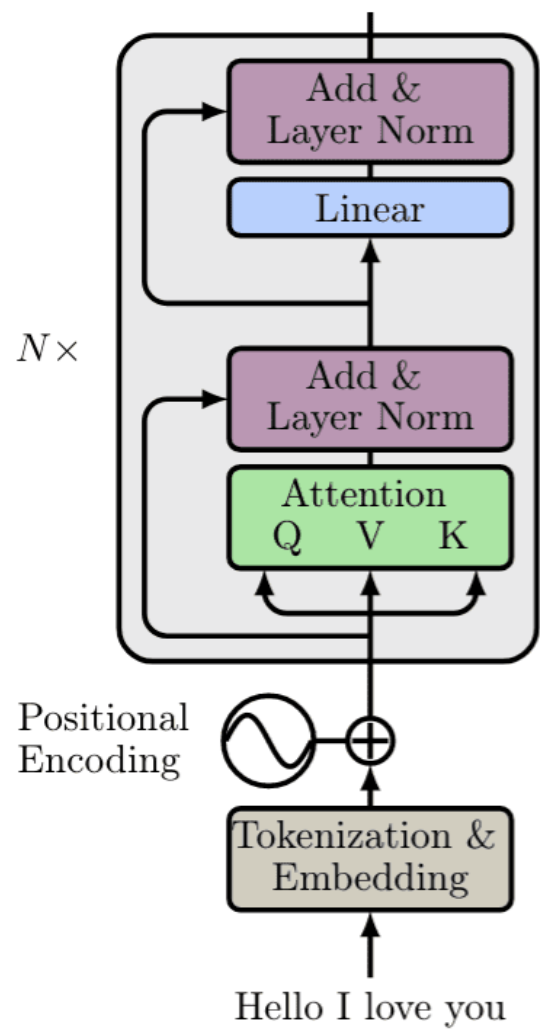 Add &
Layer Norm
Linear
N×
Add &
Layer Norm
Attention
Q V K
Positional
Encoding
Tokenization &
Embedding
Hello I love you